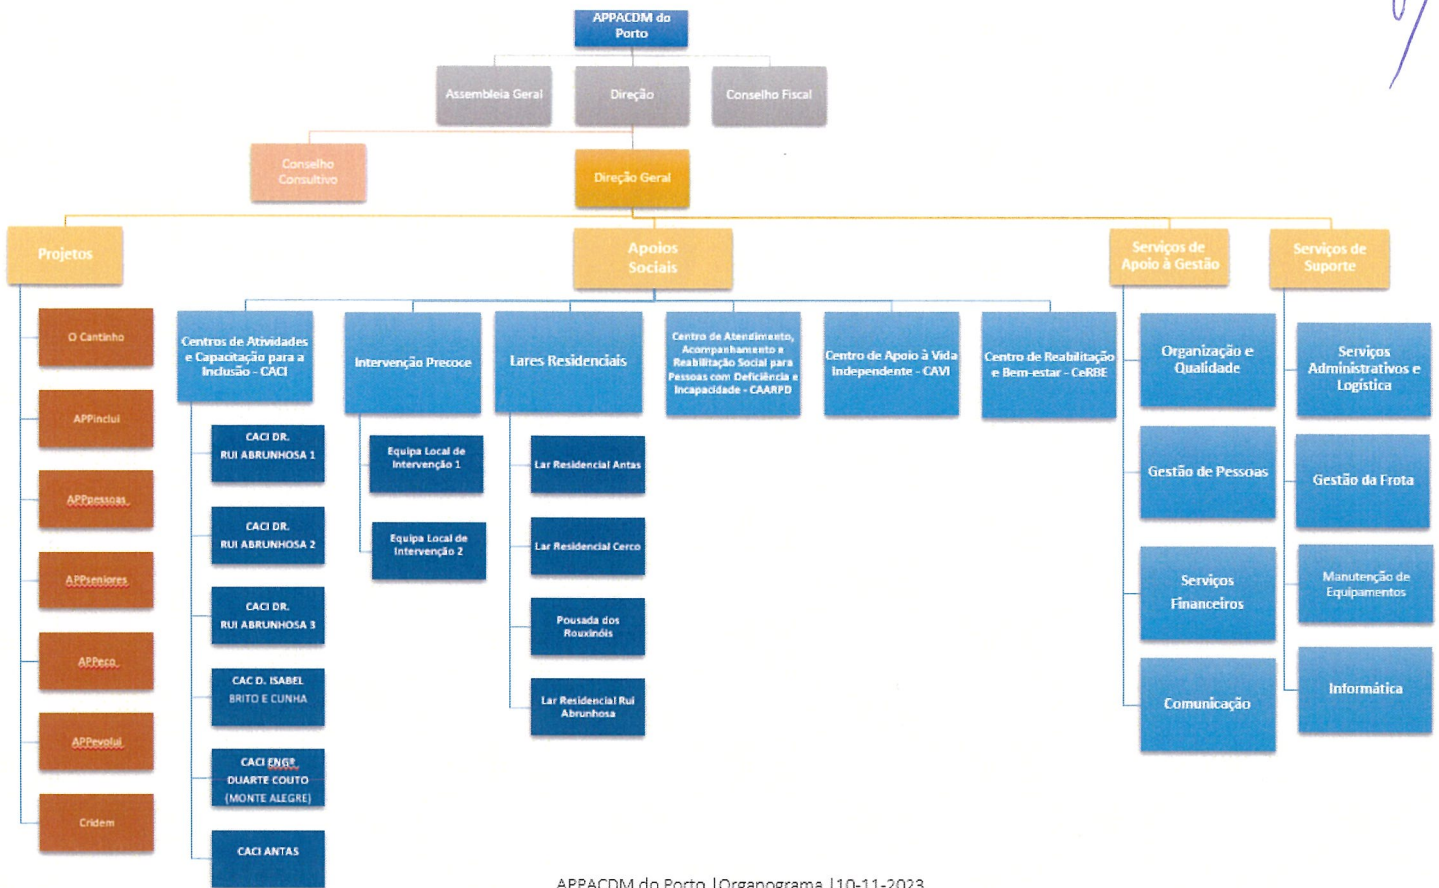 APPACDM do
Porto
Assembleia Geral
Direção
Conselho Fiscal
Conselho
Consultivo
Direção Geral
Projetos
Apoios
Sociais
Serviços de
Apoio à Gestão
Serviços de
Suporte
O Cantinho
APPinclui
APPpessoas
APPseniores
APPeco
APPevolui
Cridem
Centros de Atividades
e Capacitação para a
Inclusão - CACI
CACI DR.
RUI ABRUNHOSA 1
CACI DR.
RUI ABRUNHOSA 2
CACI DR.
RUI ABRUNHOSA 3
CAC D. ISABEL
BRITO E CUNHA
CACI ENGº
DUARTE COUTO
(MONTE ALEGRE)
CACI ANTAS
Intervenção Precoce
Equipa Local de
Intervenção 1
Equipa Local de
Intervenção 2
Lares Residenciais
Lar Residencial Antas
Lar Residencial Cerco
Pousada dos
Rouxinóis
Lar Residencial Rui
Abrunhosa
Centro de Atendimento,
Acompanhamento e
Reabilitação Social para
Pessoas com Deficiência e
Incapacidade - CAARPD
Centro de Apoio à Vida
Independente - CAVI
Centro de Reabilitação
e Bem-estar - CeRBE
Organização e
Qualidade
Gestão de Pessoas
Serviços
Financeiros
Comunicação
Serviços
Administrativos e
Logística
Gestão da Frota
Manutenção de
Equipamentos
Informática
APPACDM do Porto |Organograma |10-11-2023